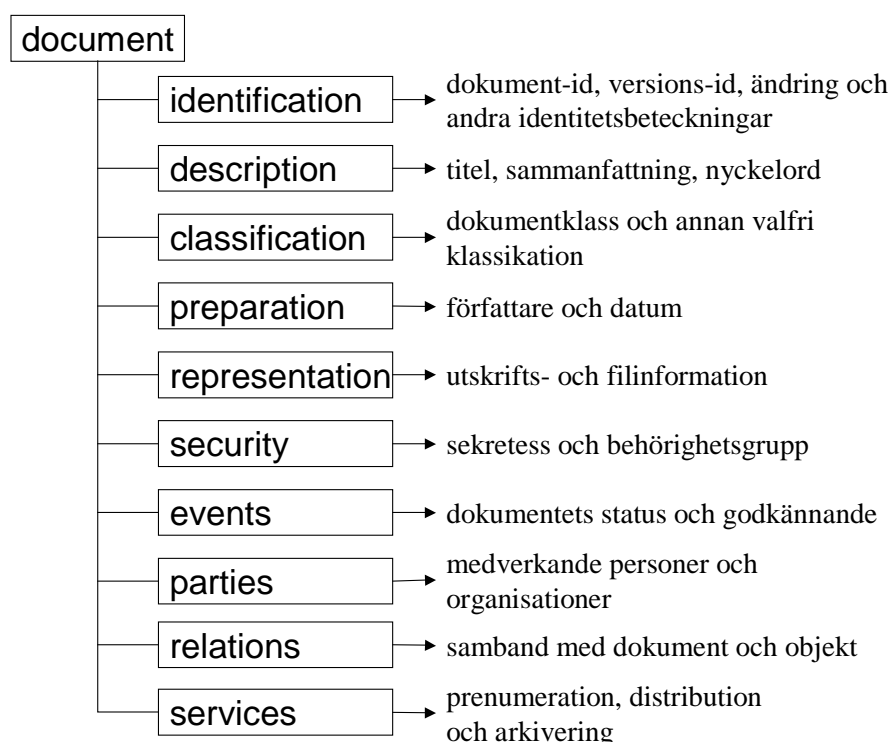 document
identification
dokument-id, versions-id, ändring och
andra identitetsbeteckningar
description
titel, sammanfattning, nyckelord
classification
dokumentklass och annan valfri
klassikation
preparation
författare och datum
representation
utskrifts- och filinformation
security
sekretess och behörighetsgrupp
events
dokumentets status och godkännande
parties
medverkande personer och
organisationer
relations
samband med dokument och objekt
services
prenumeration, distribution
och arkivering